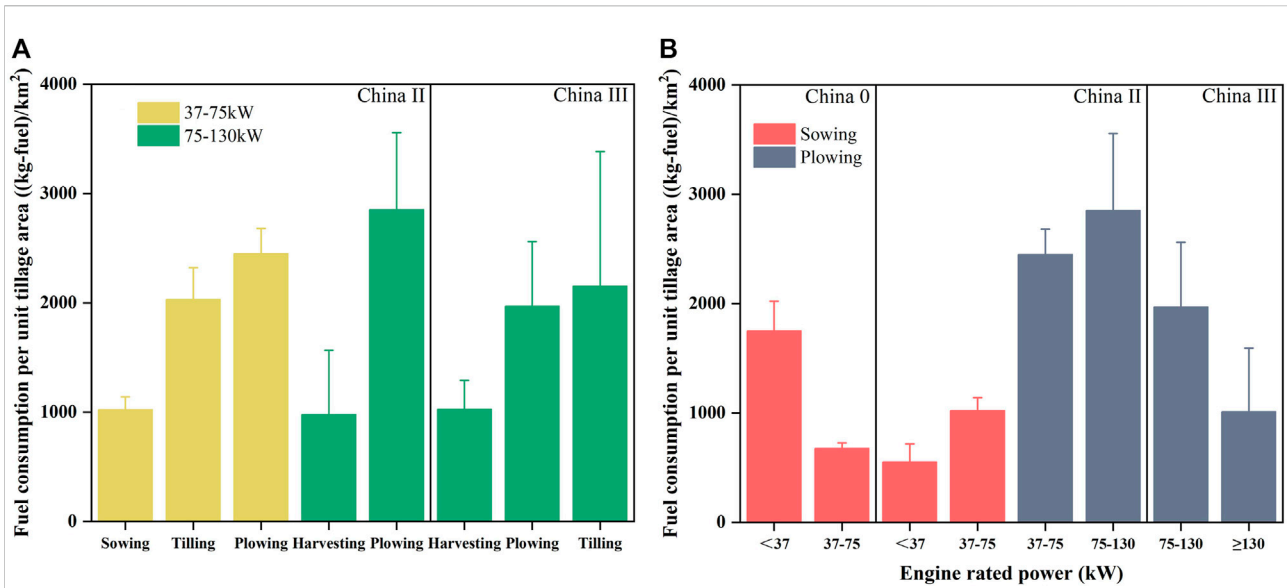 A
Fuel consumption per unit tillage area ((kg-fuel)/km²)
4000
3000
2000
1000
0
China II
China III
37-75kW
75-130kW
Sowing Tilling Plowing Harvesting Plowing Harvesting Plowing Tilling
B
Fuel consumption per unit tillage area ((kg-fuel)/km²)
4000
3000
2000
1000
0
China 0
China II
China III
Sowing
Plowing
<37 37-75 <37 37-75 37-75 75-130 75-130 ≥130
Engine rated power (kW)